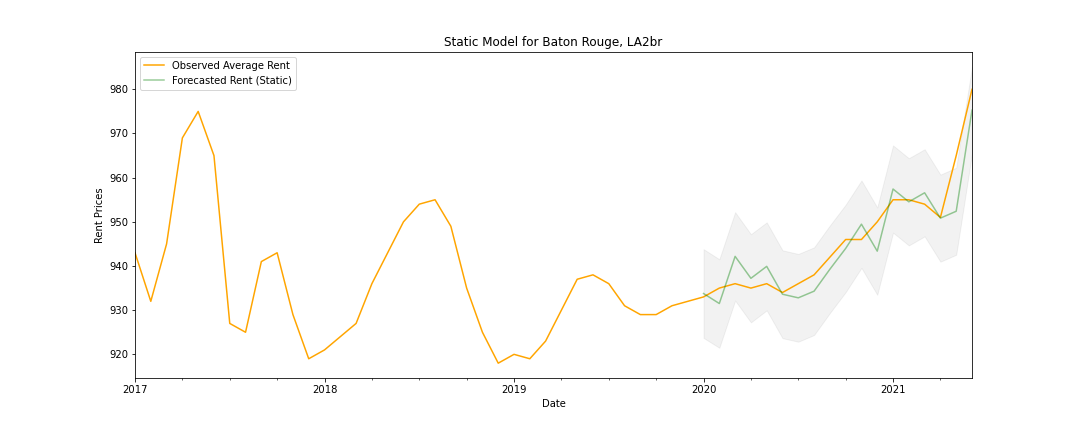 Static Model for Baton Rouge, LA2br
Observed Average Rent
Forecasted Rent (Static)
Rent Prices
980
970
960
950
940
930
920
2017
2018
2019
2020
2021
Date